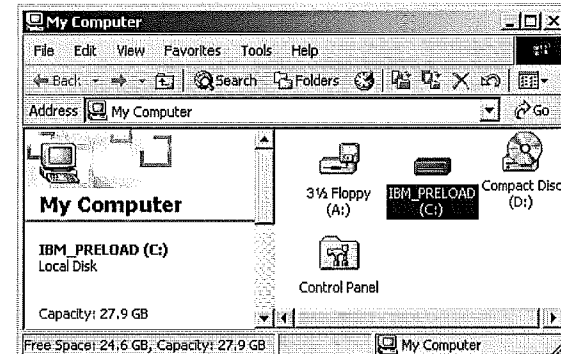 My Computer
File Edit View Favorites Tools Help
Back Search Folders
Address My Computer Go
My Computer
IBM_PRELOAD (C:)
Local Disk
Capacity: 27.9 GB
3½ Floppy (A:)
IBM_PRELOAD (C:)
Compact Disc (D:)
Control Panel
Free Space: 24.6 GB, Capacity: 27.9 GB My Computer